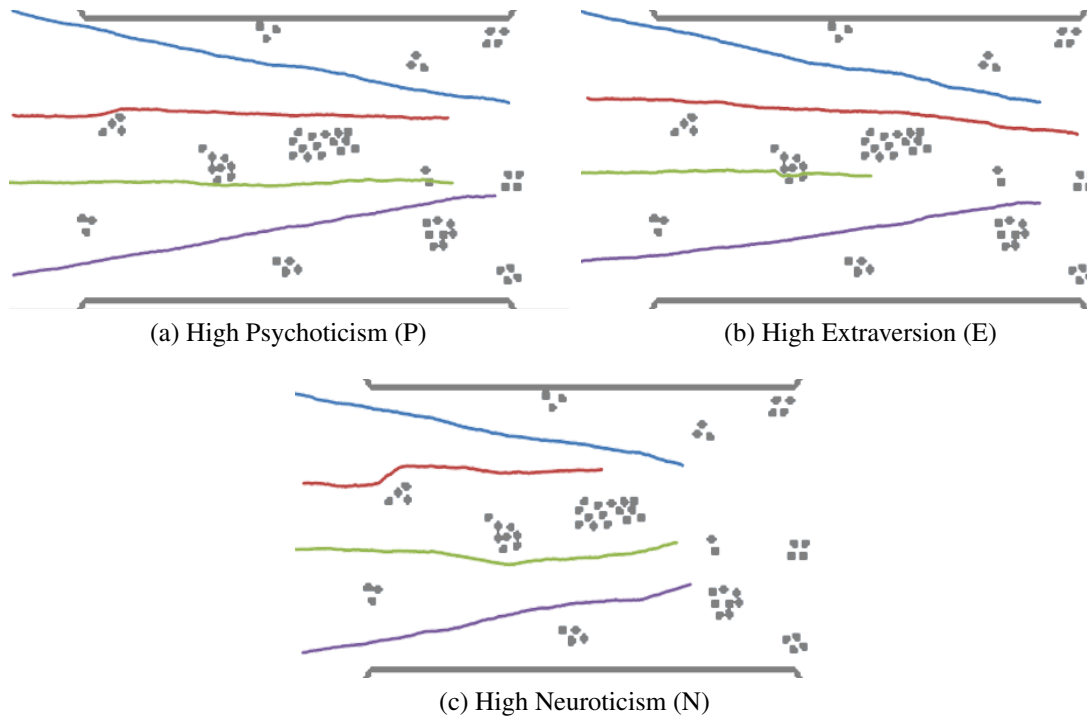 (a) High Psychoticism (P)
(b) High Extraversion (E)
(c) High Neuroticism (N)